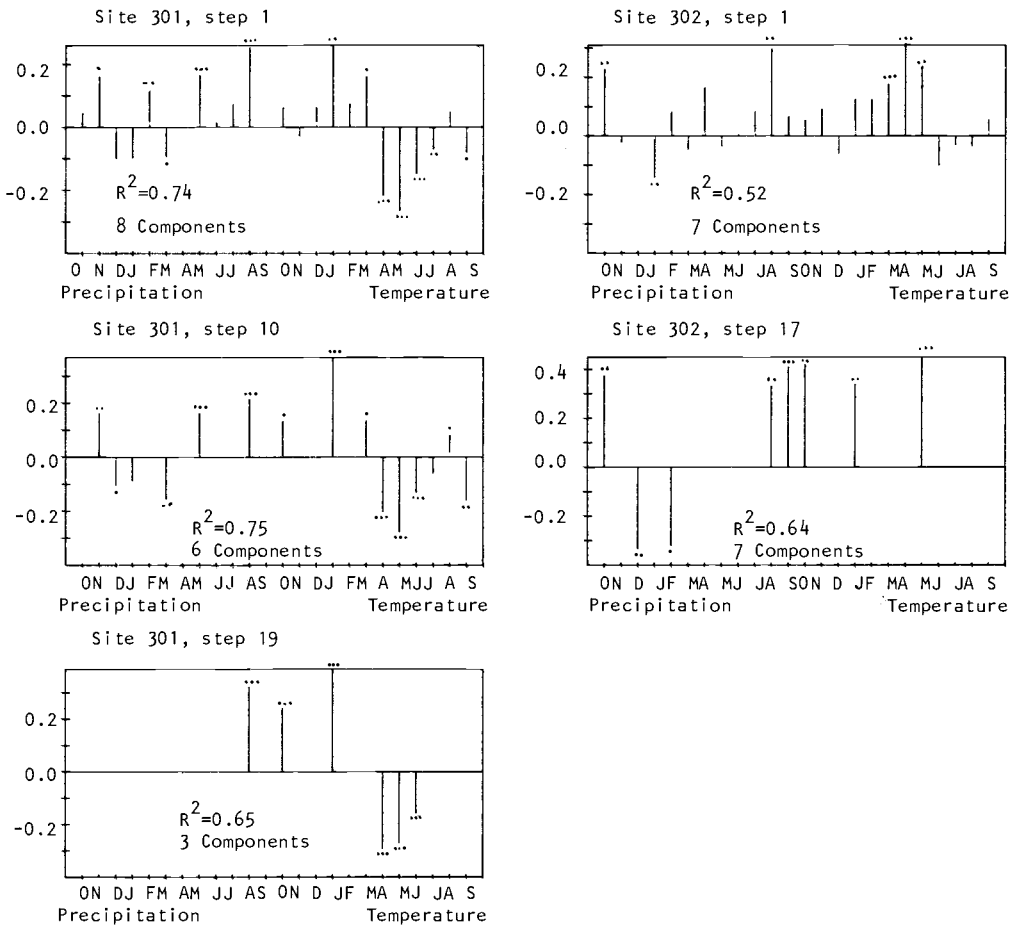 Site 301, step 1
0.2
0.0
-0.2
R²=0.74
8 Components
O N DJ FM AM JJ AS ON DJ FM AM JJ A S
Precipitation Temperature
Site 302, step 1
0.2
0.0
-0.2
R²=0.52
7 Components
ON DJ F MA MJ JA SON D JF MA MJ JA S
Precipitation Temperature
Site 301, step 10
0.2
0.0
-0.2
R²=0.75
6 Components
ON DJ FM AM JJ AS ON DJ FM AM JJ A S
Precipitation Temperature
Site 302, step 17
0.4
0.2
0.0
-0.2
R²=0.64
7 Components
ON D JF MA MJ JA SON D JF MA MJ JA S
Precipitation Temperature
Site 301, step 19
0.2
0.0
-0.2
R²=0.65
3 Components
ON DJ FM AM JJ AS ON D JF MA MJ JA S
Precipitation Temperature